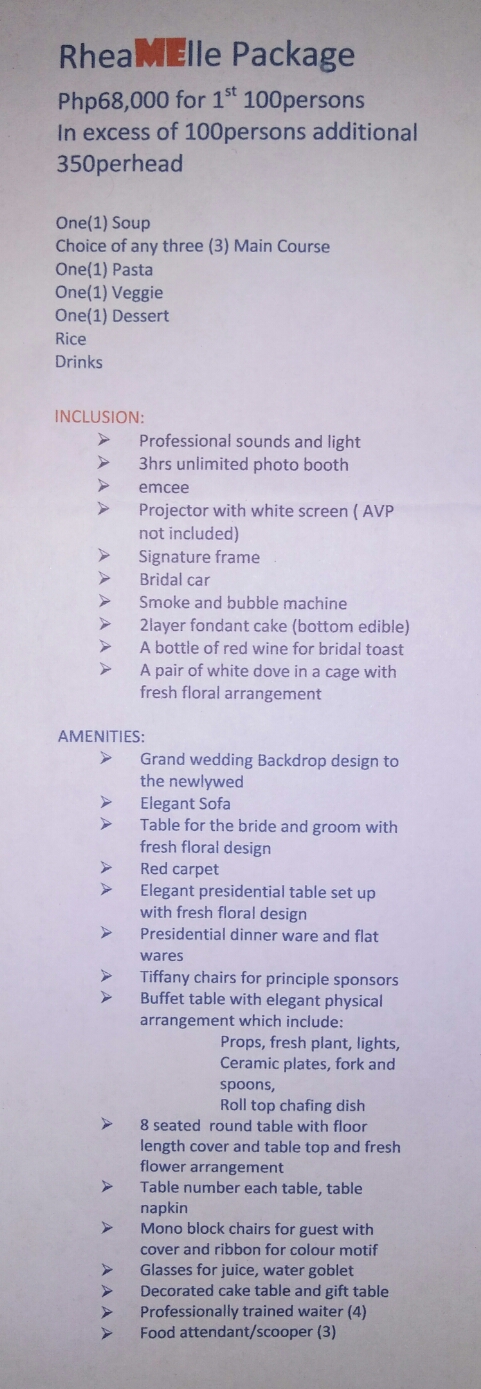 RheaMElle Package
Php68,000 for 1st 100persons
In excess of 100persons additional
350perhead
One(1) Soup
Choice of any three (3) Main Course
One(1) Pasta
One(1) Veggie
One(1) Dessert
Rice
Drinks
INCLUSION:
➢ Professional sounds and light
➢ 3hrs unlimited photo booth
➢ emcee
➢ Projector with white screen ( AVP
not included)
➢ Signature frame
➢ Bridal car
➢ Smoke and bubble machine
➢ 2layer fondant cake (bottom edible)
➢ A bottle of red wine for bridal toast
➢ A pair of white dove in a cage with
fresh floral arrangement
AMENITIES:
➢ Grand wedding Backdrop design to
the newlywed
➢ Elegant Sofa
➢ Table for the bride and groom with
fresh floral design
➢ Red carpet
➢ Elegant presidential table set up
with fresh floral design
➢ Presidential dinner ware and flat
wares
➢ Tiffany chairs for principle sponsors
➢ Buffet table with elegant physical
arrangement which include:
Props, fresh plant, lights,
Ceramic plates, fork and
spoons,
Roll top chafing dish
➢ 8 seated  round table with floor
length cover and table top and fresh
flower arrangement
➢ Table number each table, table
napkin
➢ Mono block chairs for guest with
cover and ribbon for colour motif
➢ Glasses for juice, water goblet
➢ Decorated cake table and gift table
➢ Professionally trained waiter (4)
➢ Food attendant/scooper (3)